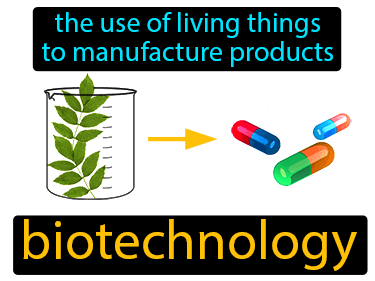 the use of living things
to manufacture products
biotechnology